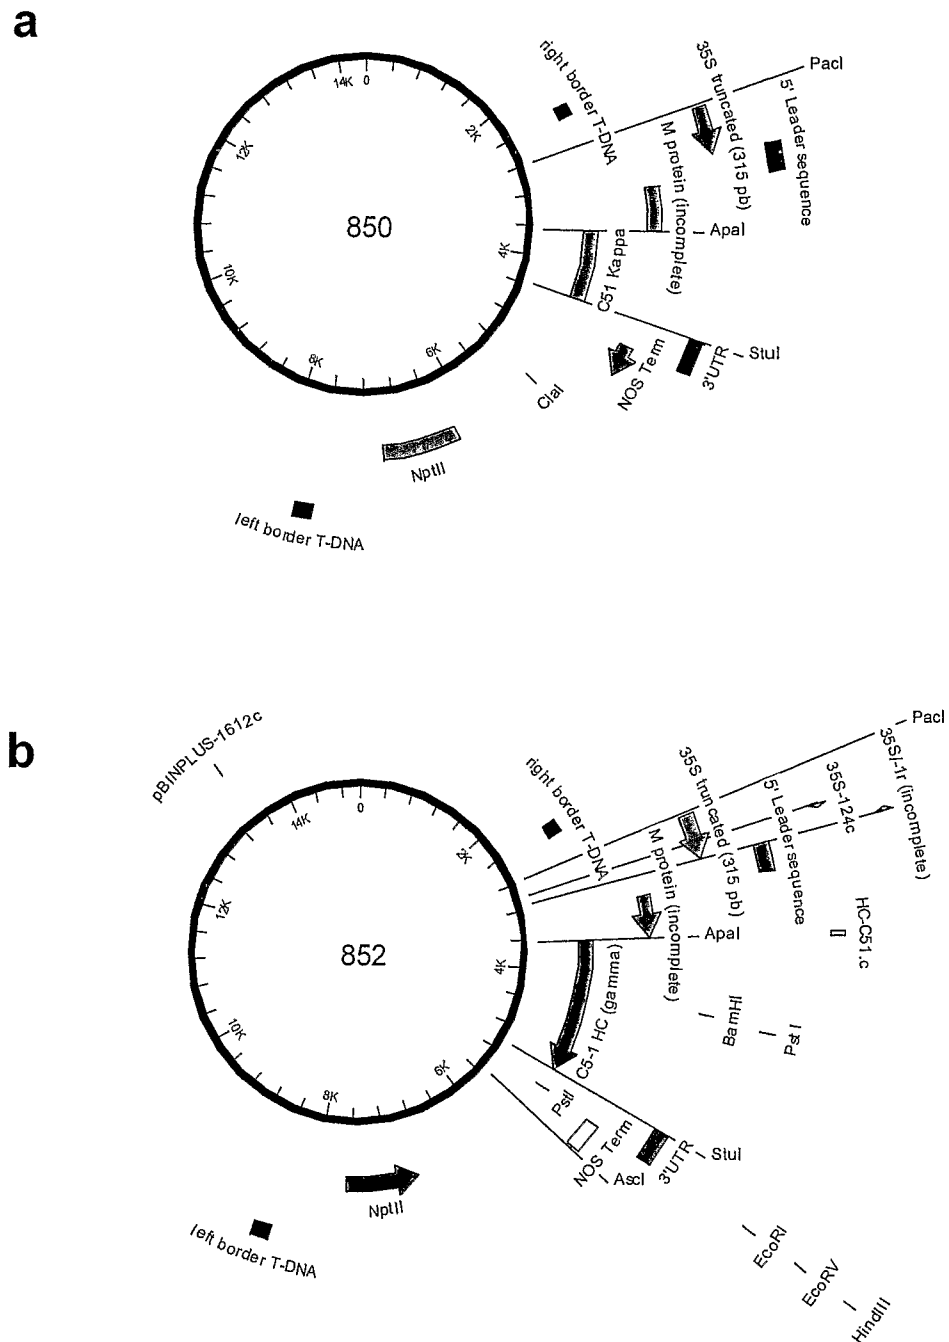 a
right border T-DNA
35S truncated (315 pb)
PacI
5' Leader sequence
M protein (incomplete)
ApaI
C51 Kappa
StuI
3'UTR
NOS Term
ClaI
NptII
left border T-DNA
850
0
2K
4K
6K
8K
10K
12K
14K
b
pBINPLUS-1612c
right border T-DNA
35S truncated (315 pb)
PacI
35S/-1r (incomplete)
35S-124c
5' Leader sequence
M protein (incomplete)
HC-C51.c
ApaI
C5-1 HC (gamma)
BamHI
Pst I
PstI
NOS Term
3'UTR
StuI
AscI
NptII
left border T-DNA
EcoRI
EcoRV
HindIII
852
0
2K
4K
6K
8K
10K
12K
14K